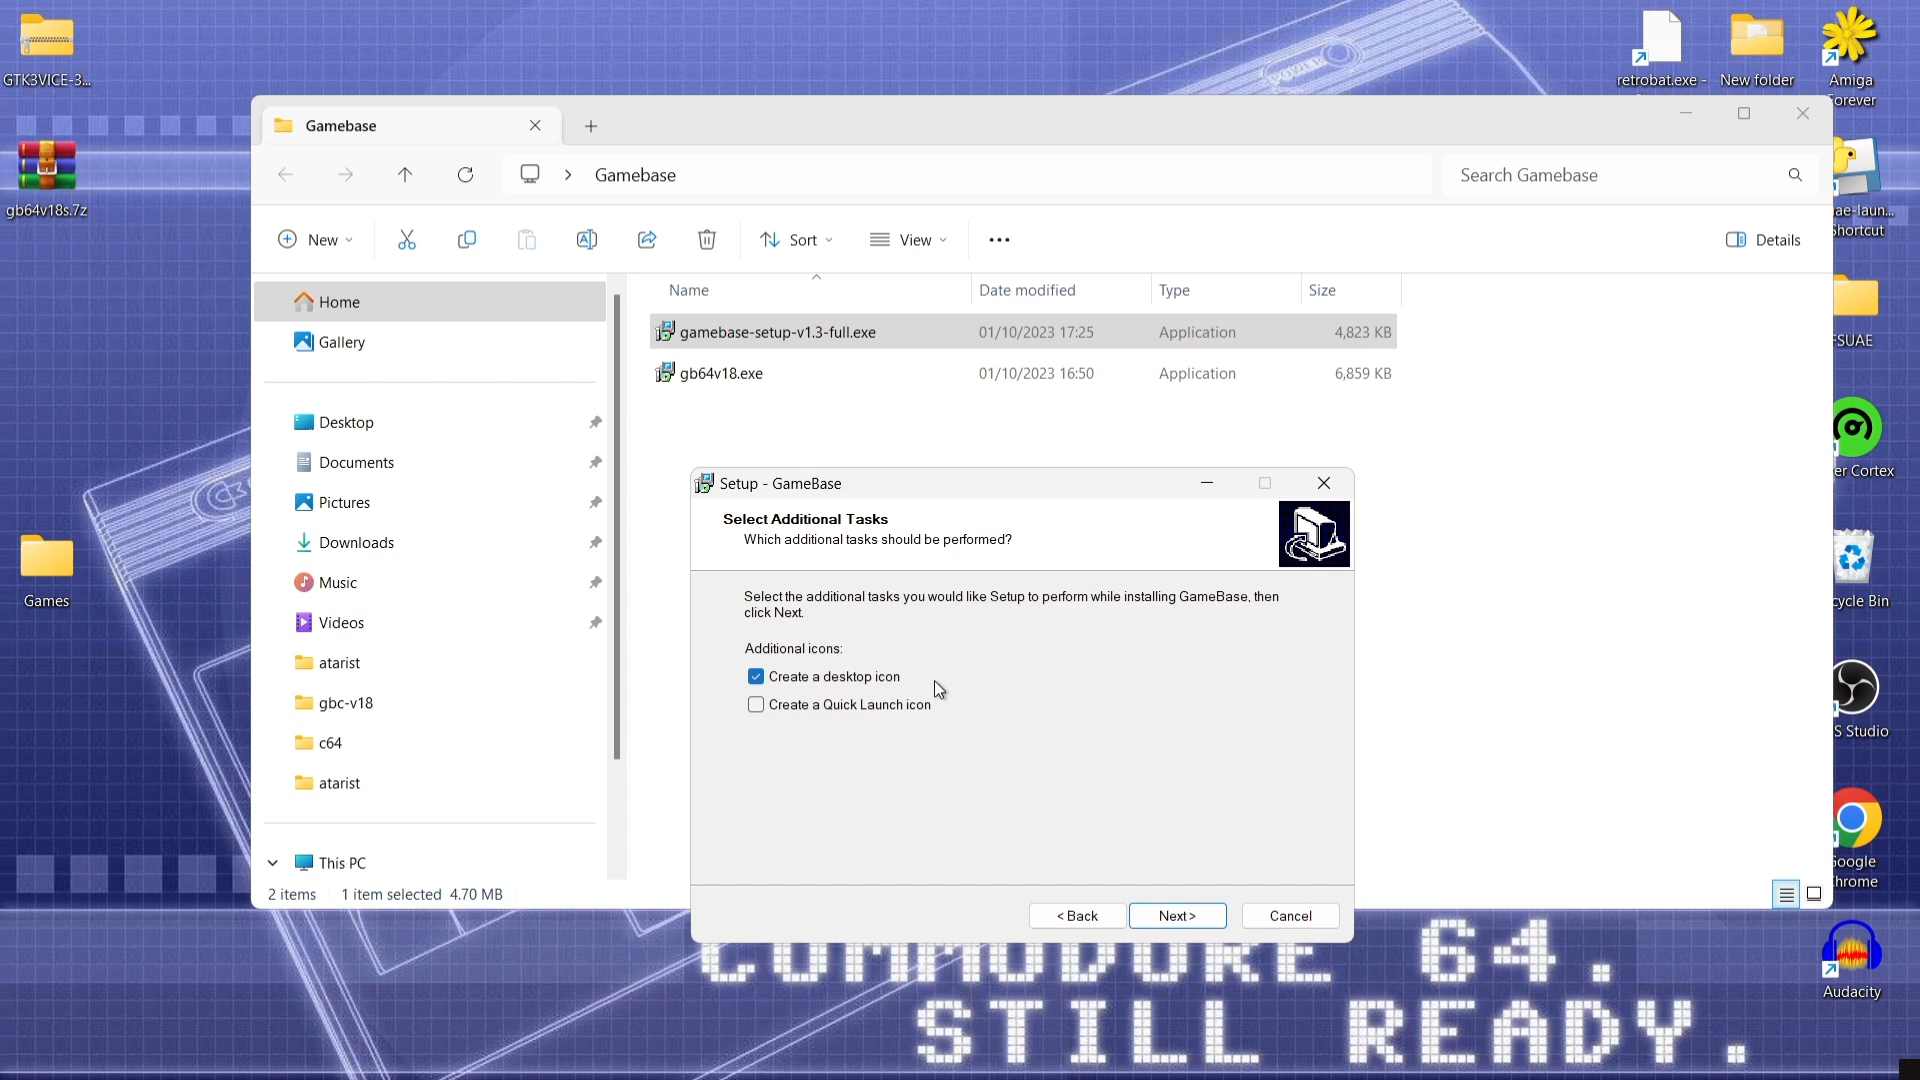 GTK3VICE-3...
gb64v18s.7z
Games
retrobat.exe -
New folder
Amiga
orever
POWER
Gamebase
Gamebase
Search Gamebase
New
Sort
View
Details
Home
Gallery
Desktop
Documents
Pictures
Downloads
Music
Videos
atarist
gbc-v18
c64
atarist
This PC
Name
Date modified
Type
Size
gamebase-setup-v1.3-full.exe
01/10/2023 17:25
Application
4,823 KB
gb64v18.exe
01/10/2023 16:50
Application
6,859 KB
2 items
1 item selected 4.70 MB
Setup - GameBase
Select Additional Tasks
Which additional tasks should be performed?
Select the additional tasks you would like Setup to perform while installing GameBase, then
click Next.
Additional icons:
Create a desktop icon
Create a Quick Launch icon
< Back
Next >
Cancel
ae-laun...
Shortcut
FSUAE
er Cortex
cycle Bin
S Studio
Google
Chrome
Audacity
COMMODORE 64.
STILL READY.